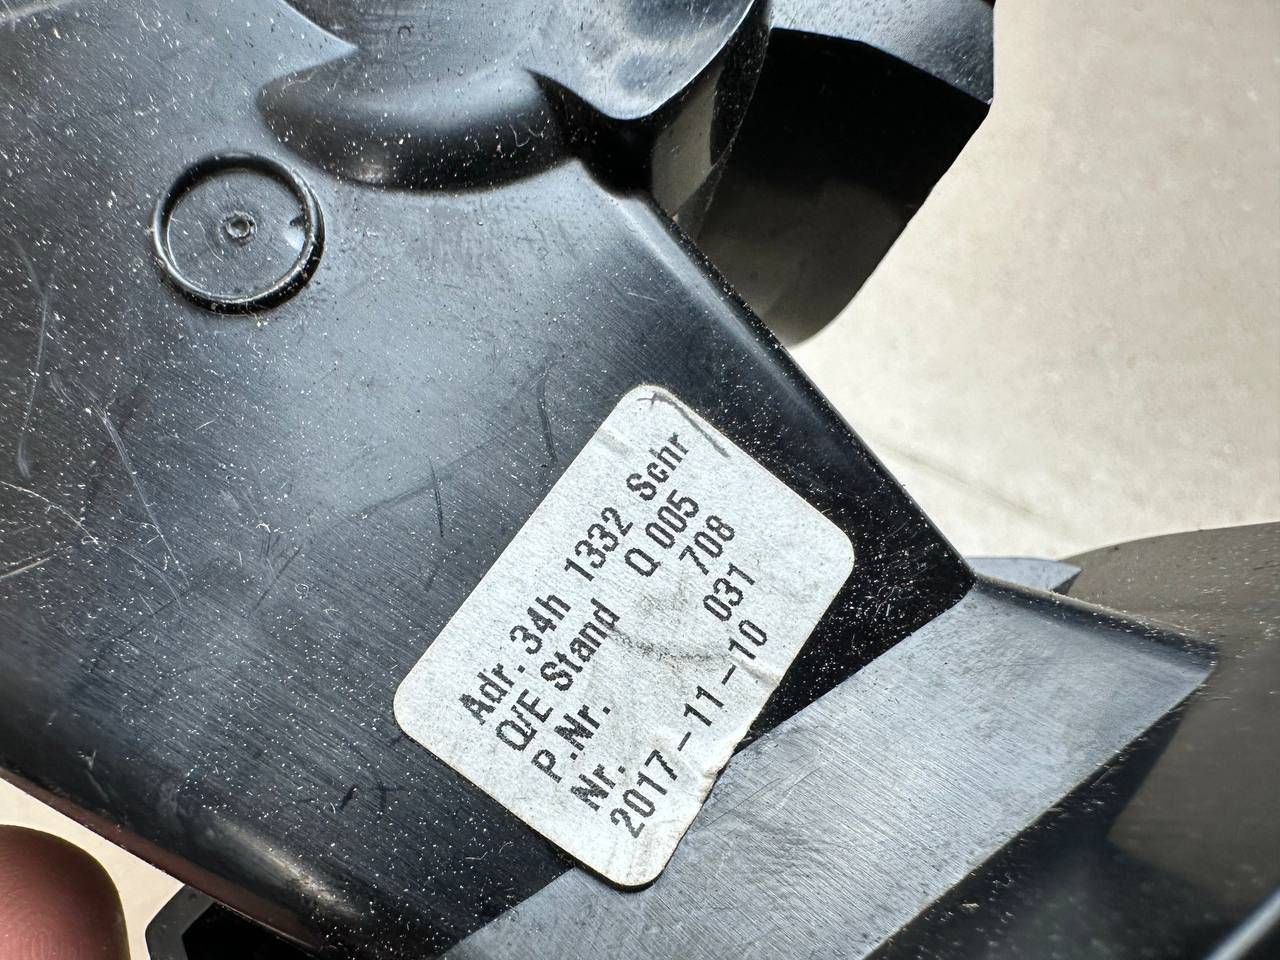 Adr. 34h 1332 Schr
Q/E Stand Q 005
P.Nr. 708
Nr. 031
2017-11-10